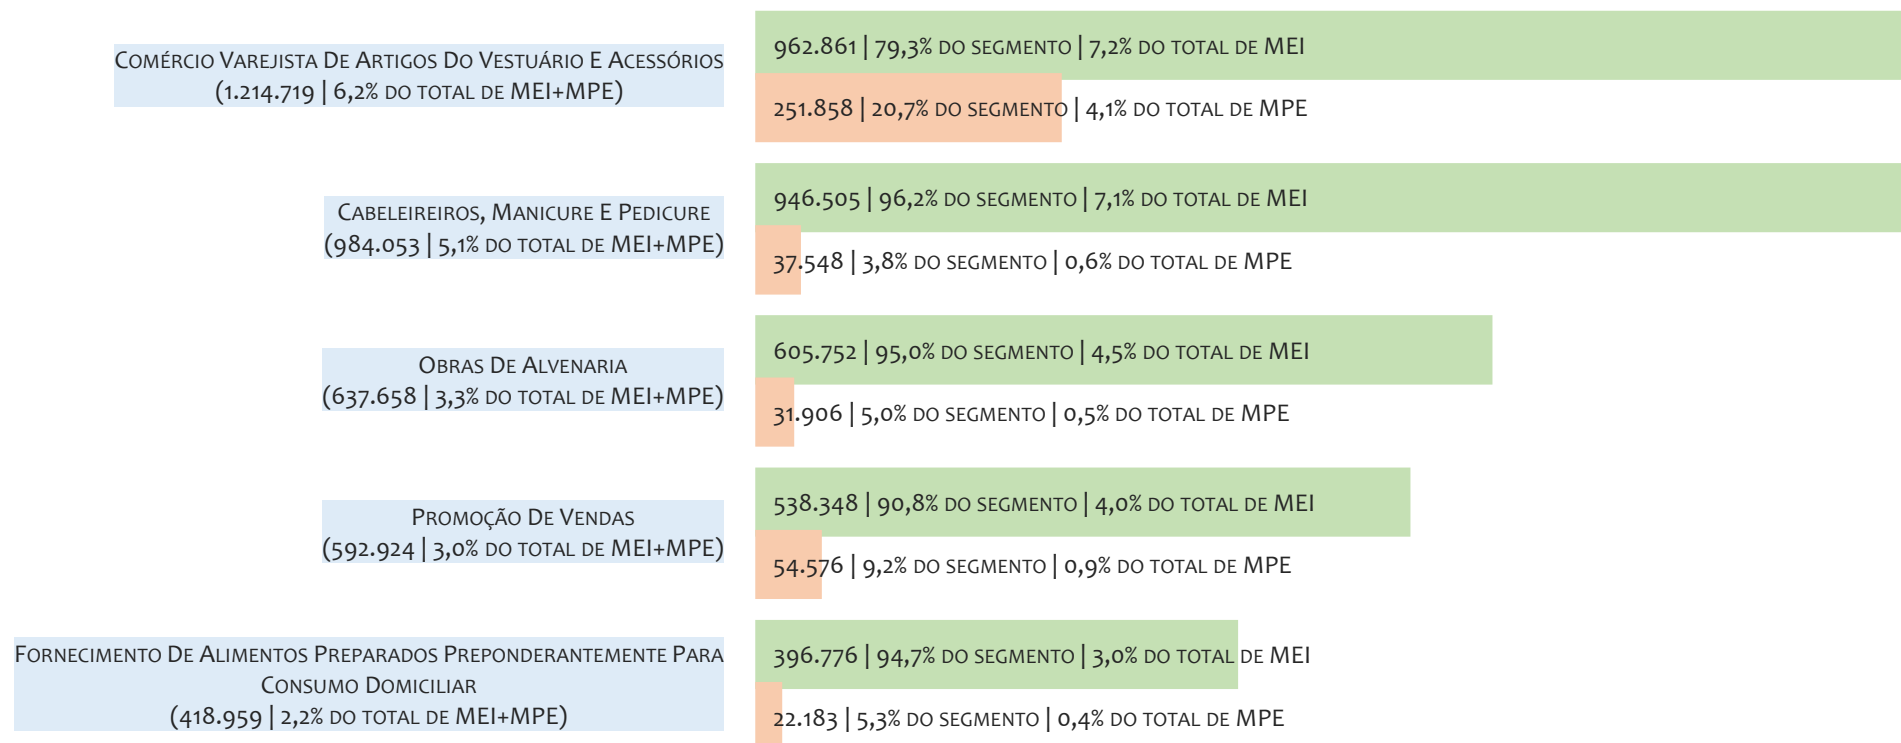 Comércio Varejista De Artigos Do Vestuário E Acessórios
(1.214.719 | 6,2% do total de MEI+MPE)
962.861 | 79,3% do segmento | 7,2% do total de MEI
251.858 | 20,7% do segmento | 4,1% do total de MPE
Cabeleireiros, Manicure E Pedicure
(984.053 | 5,1% do total de MEI+MPE)
946.505 | 96,2% do segmento | 7,1% do total de MEI
37.548 | 3,8% do segmento | 0,6% do total de MPE
Obras De Alvenaria
(637.658 | 3,3% do total de MEI+MPE)
605.752 | 95,0% do segmento | 4,5% do total de MEI
31.906 | 5,0% do segmento | 0,5% do total de MPE
Promoção De Vendas
(592.924 | 3,0% do total de MEI+MPE)
538.348 | 90,8% do segmento | 4,0% do total de MEI
54.576 | 9,2% do segmento | 0,9% do total de MPE
Fornecimento De Alimentos Preparados Preponderantemente Para
Consumo Domiciliar
(418.959 | 2,2% do total de MEI+MPE)
396.776 | 94,7% do segmento | 3,0% do total de MEI
22.183 | 5,3% do segmento | 0,4% do total de MPE